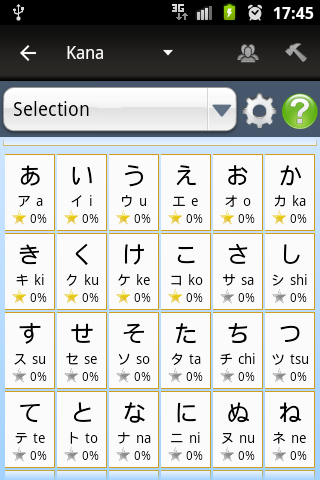 3G 17:45
Kana
Selection ?
あ い う え お か
ア a イ i ウ u エ e オ o カ ka
0% 0% 0% 0% 0% 0%
き く け こ さ し
キ ki ク ku ケ ke コ ko サ sa シ shi
0% 0% 0% 0% 0% 0%
す せ そ た ち つ
ス su セ se ソ so タ ta チ chi ツ tsu
0% 0% 0% 0% 0% 0%
て と な に ぬ ね
テ te ト to ナ na ニ ni ヌ nu ネ ne
0% 0% 0% 0% 0% 0%